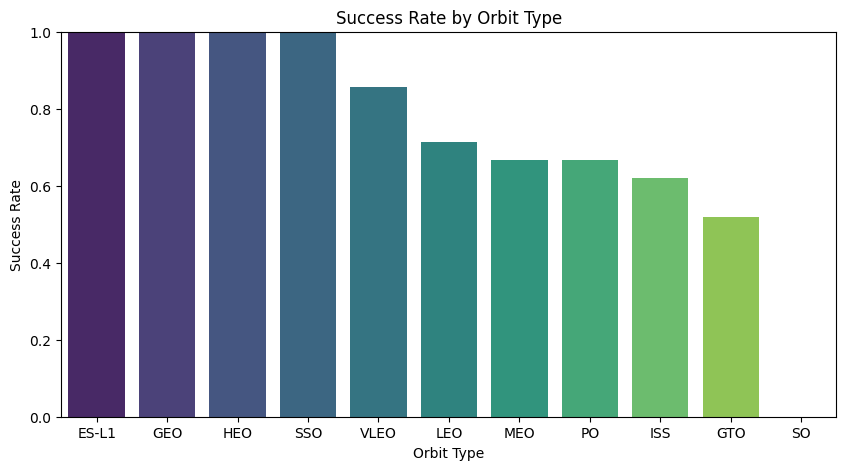 Success Rate by Orbit Type
1.0
0.8
0.6
0.4
0.2
0.0
Success Rate
ES-L1 GEO HEO SSO VLEO LEO MEO PO ISS GTO SO
Orbit Type